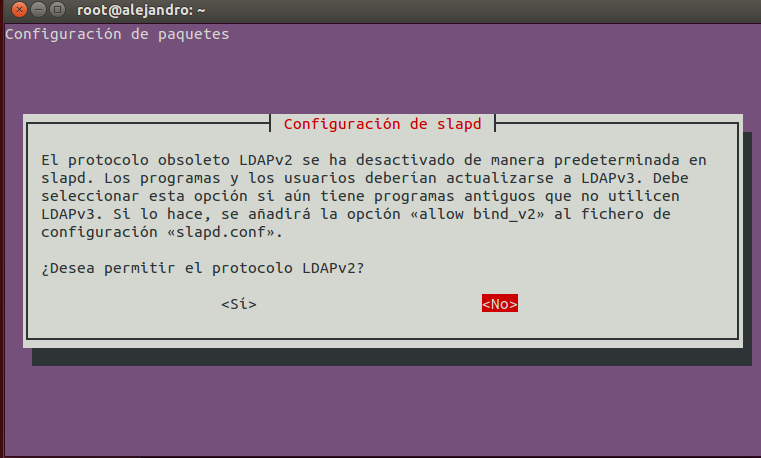 root@alejandro: ~
Configuración de paquetes
Configuración de slapd
El protocolo obsoleto LDAPv2 se ha desactivado de manera predeterminada en
slapd. Los programas y los usuarios deberían actualizarse a LDAPv3. Debe
seleccionar esta opción si aún tiene programas antiguos que no utilicen
LDAPv3. Si lo hace, se añadirá la opción «allow bind_v2» al fichero de
configuración «slapd.conf».
¿Desea permitir el protocolo LDAPv2?
<Sí> <No>